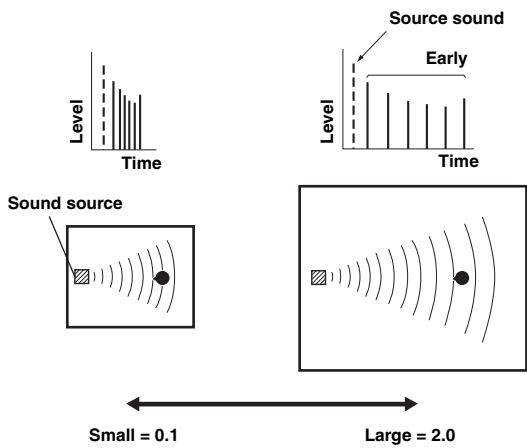 Source sound
Early
Level
Time
Level
Time
Sound source
Small = 0.1
Large = 2.0